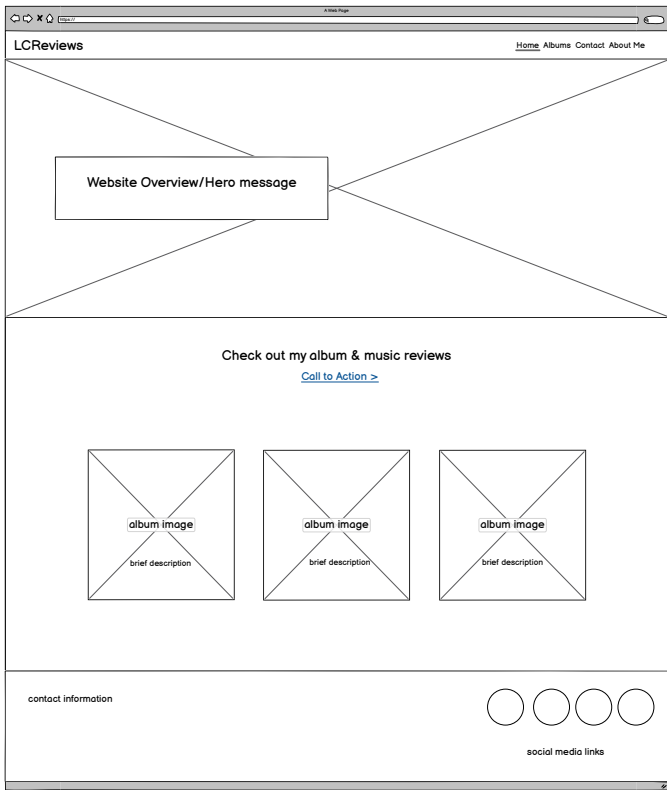 A Web Page
https://
LCReviews
Home Albums Contact About Me
Website Overview/Hero message
Check out my album & music reviews
Call to Action >
album image
brief description
album image
brief description
album image
brief description
contact information
social media links